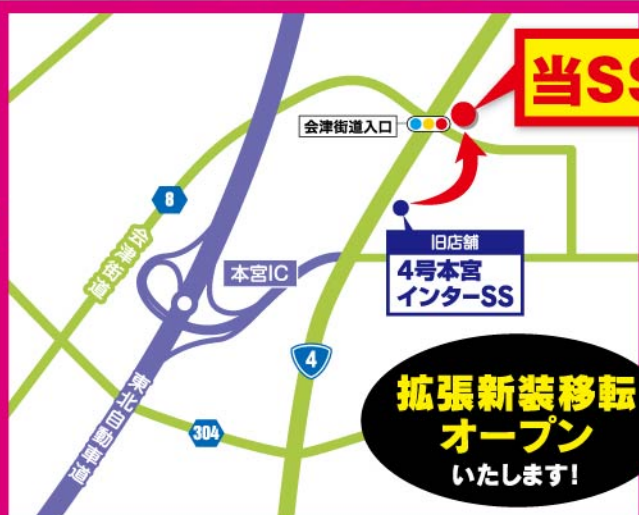 当SS
会津街道入口
8
会津街道
旧店舗
4号本宮
インターSS
本宮IC
4
拡張新装移転
オープン
いたします!
304
東北自動車道